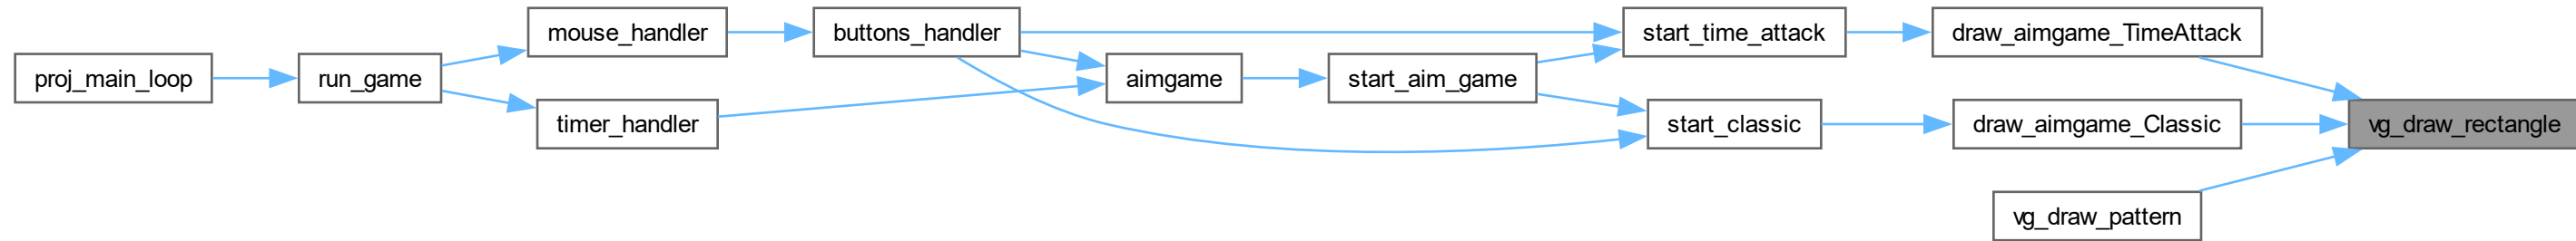 proj_main_loop
run_game
mouse_handler
timer_handler
buttons_handler
aimgame
start_aim_game
start_time_attack
start_classic
draw_aimgame_TimeAttack
draw_aimgame_Classic
vg_draw_pattern
vg_draw_rectangle